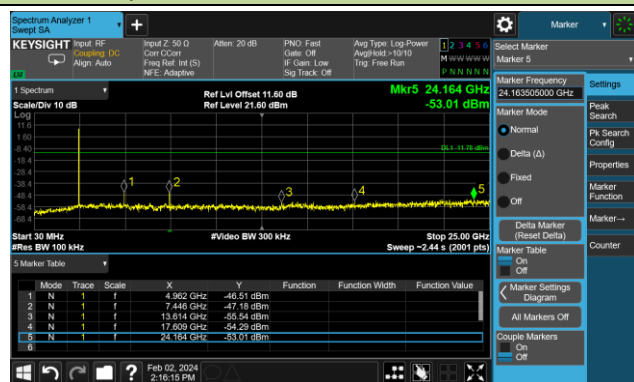 Spectrum Analyzer 1
Swept SA
Marker
KEYSIGHT
Input: RF
Coupling: DC
Align: Auto
Input Z: 50 Ω
Corr CCorr
Freq Ref: Int (S)
NFE: Adaptive
Atten: 20 dB
PNO: Fast
Gate: Off
IF Gain: Low
Sig Track: Off
Avg Type: Log-Power
Avg|Hold:>10/10
Trig: Free Run
1 2 3 4 5 6
M W W W W W
P N N N N N
Select Marker
Marker 5
1 Spectrum
Scale/Div 10 dB
Log
Ref Lvl Offset 11.60 dB
Ref Level 21.60 dBm
Mkr5 24.164 GHz
-53.01 dBm
11.6
1.60
-8.40
-18.4
-28.4
-38.4
-48.4
-58.4
-68.4
DL1 -11.78 dBm
1
2
3
4
5
Start 30 MHz
#Res BW 100 kHz
#Video BW 300 kHz
Stop 25.00 GHz
Sweep ~2.44 s (2001 pts)
5 Marker Table
Mode Trace Scale X Y Function Function Width Function Value
1 N 1 f 4.962 GHz -46.51 dBm
2 N 1 f 7.446 GHz -47.18 dBm
3 N 1 f 13.614 GHz -55.54 dBm
4 N 1 f 17.609 GHz -54.29 dBm
5 N 1 f 24.164 GHz -53.01 dBm
6
Marker Frequency
24.163505000 GHz
Marker Mode
Normal
Delta (Δ)
Fixed
Off
Delta Marker
(Reset Delta)
Marker Table
On
Off
Marker Settings
Diagram
All Markers Off
Couple Markers
On
Off
Settings
Peak
Search
Pk Search
Config
Properties
Marker
Function
Marker→
Counter
Feb 02, 2024
2:16:15 PM